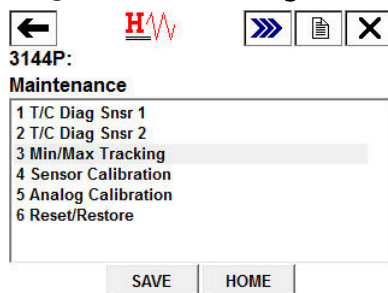 H
3144P:
Maintenance
1 T/C Diag Snsr 1
2 T/C Diag Snsr 2
3 Min/Max Tracking
4 Sensor Calibration
5 Analog Calibration
6 Reset/Restore
SAVE HOME